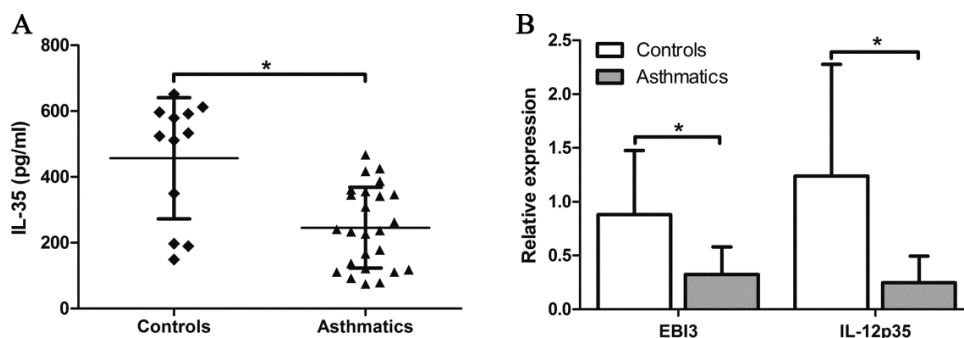 A
IL-35 (pg/ml)
800
600
400
200
0
*
Controls
Asthmatics
B
Relative expression
2.5
2.0
1.5
1.0
0.5
0.0
Controls
Asthmatics
*
*
EBI3
IL-12p35